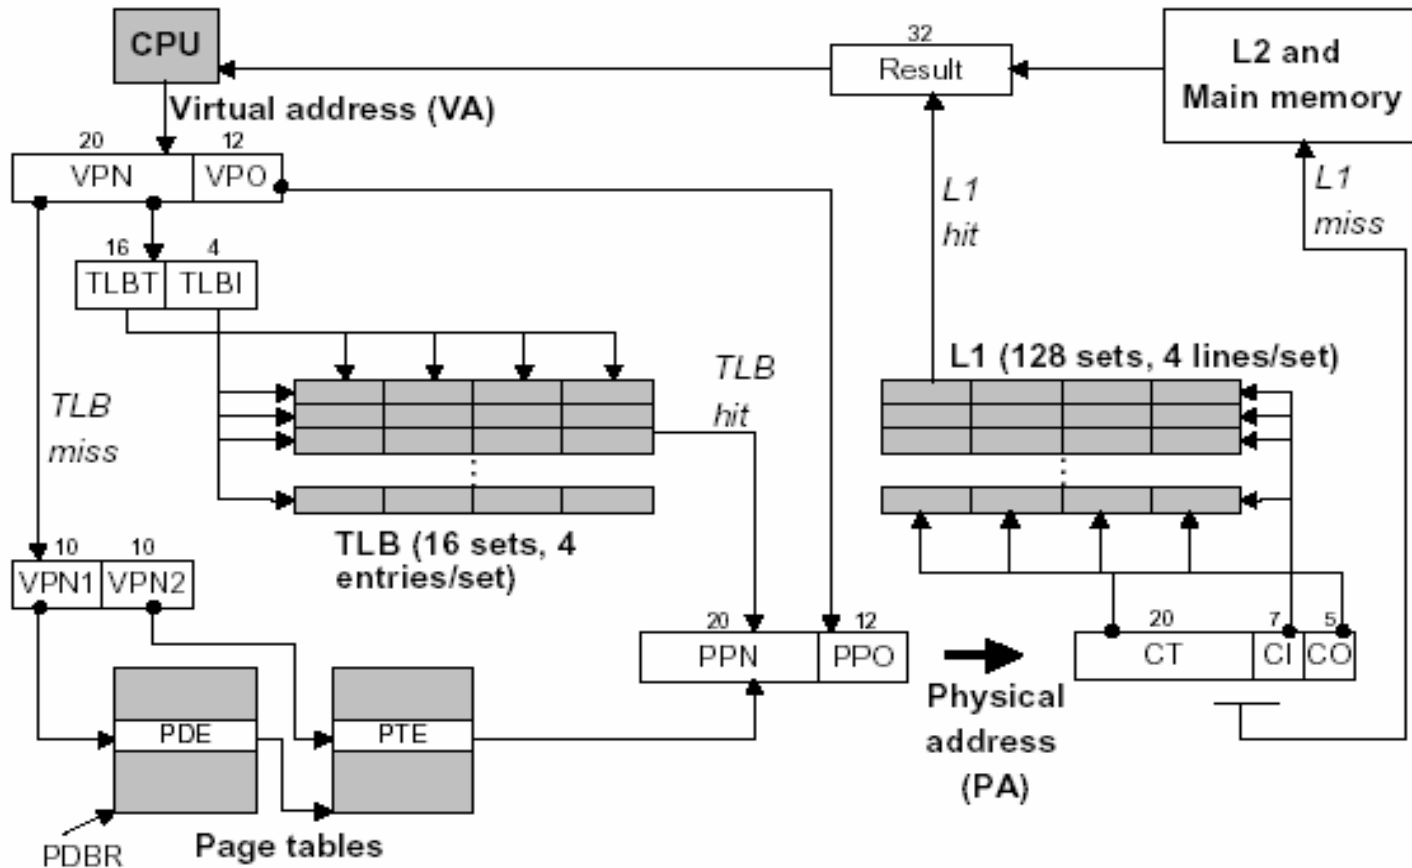 CPU
Virtual address (VA)
32
Result
L2 and
Main memory
20 12
VPN VPO
16 4
TLBT TLBI
TLB
miss
TLB
hit
L1
hit
L1
miss
L1 (128 sets, 4 lines/set)
TLB (16 sets, 4
entries/set)
10 10
VPN1 VPN2
20 12
PPN PPO
20 7 5
CT CI CO
Physical
address
(PA)
PDE
PTE
PDBR
Page tables